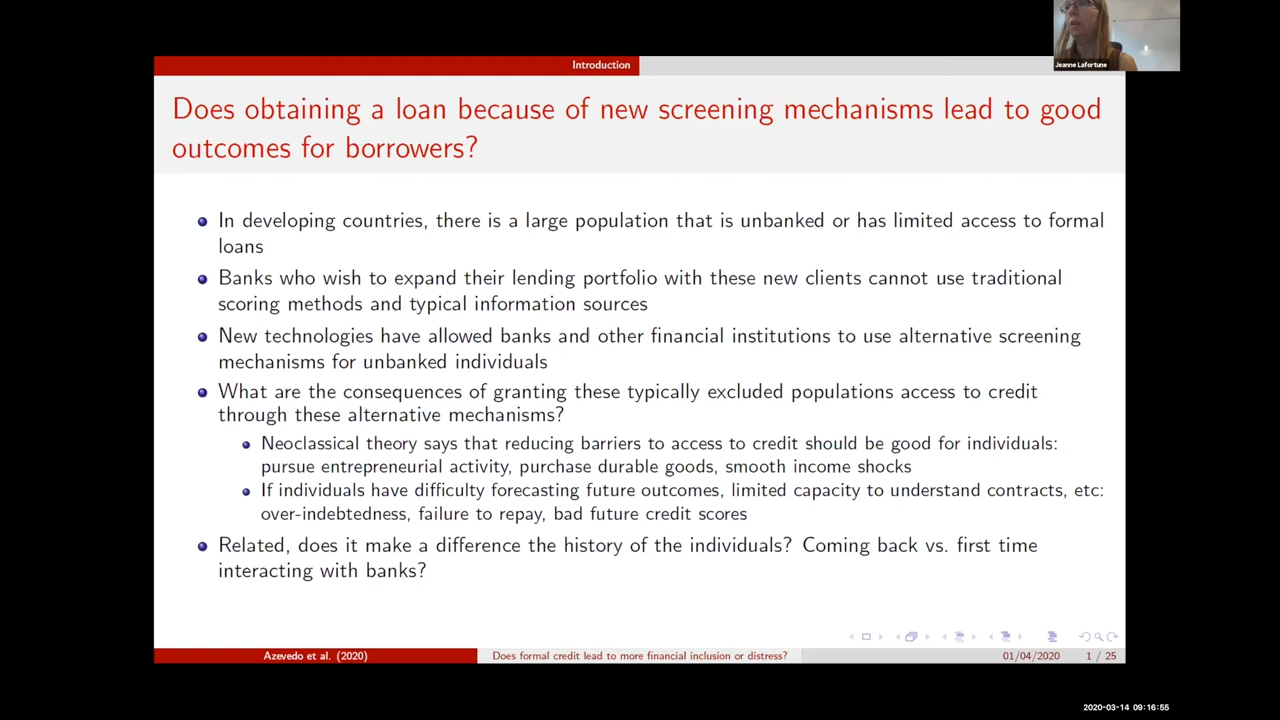 Jeanne Lafortune
Introduction
Does obtaining a loan because of new screening mechanisms lead to good
outcomes for borrowers?
In developing countries, there is a large population that is unbanked or has limited access to formal
loans
Banks who wish to expand their lending portfolio with these new clients cannot use traditional
scoring methods and typical information sources
New technologies have allowed banks and other financial institutions to use alternative screening
mechanisms for unbanked individuals
What are the consequences of granting these typically excluded populations access to credit
through these alternative mechanisms?
Neoclassical theory says that reducing barriers to access to credit should be good for individuals:
pursue entrepreneurial activity, purchase durable goods, smooth income shocks
If individuals have difficulty forecasting future outcomes, limited capacity to understand contracts, etc:
over-indebtedness, failure to repay, bad future credit scores
Related, does it make a difference the history of the individuals? Coming back vs. first time
interacting with banks?
Azevedo et al. (2020) Does formal credit lead to more financial inclusion or distress? 01/04/2020 1 / 25
2020-03-14 09:16:55